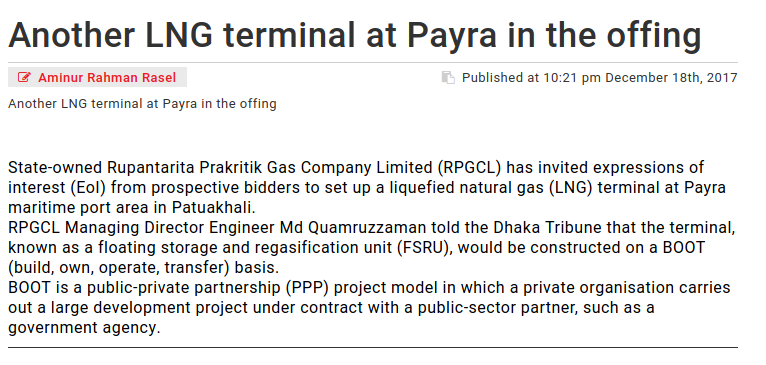 Another LNG terminal at Payra in the offing
Aminur Rahman Rasel
Published at 10:21 pm December 18th, 2017
Another LNG terminal at Payra in the offing
State-owned Rupantarita Prakritik Gas Company Limited (RPGCL) has invited expressions of
interest (EoI) from prospective bidders to set up a liquefied natural gas (LNG) terminal at Payra
maritime port area in Patuakhali.
RPGCL Managing Director Engineer Md Quamruzzaman told the Dhaka Tribune that the terminal,
known as a floating storage and regasification unit (FSRU), would be constructed on a BOOT
(build, own, operate, transfer) basis.
BOOT is a public-private partnership (PPP) project model in which a private organisation carries
out a large development project under contract with a public-sector partner, such as a
government agency.